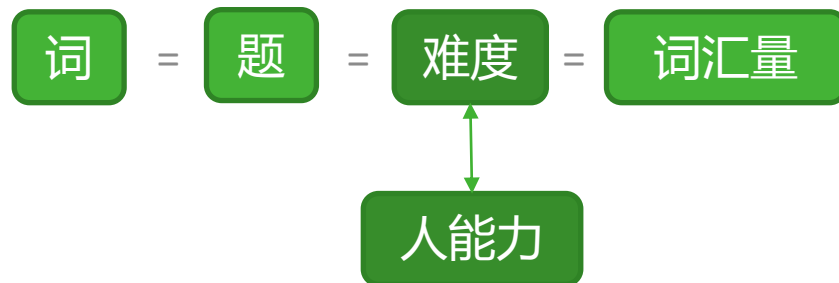 词 = 题 = 难度 = 词汇量
人能力